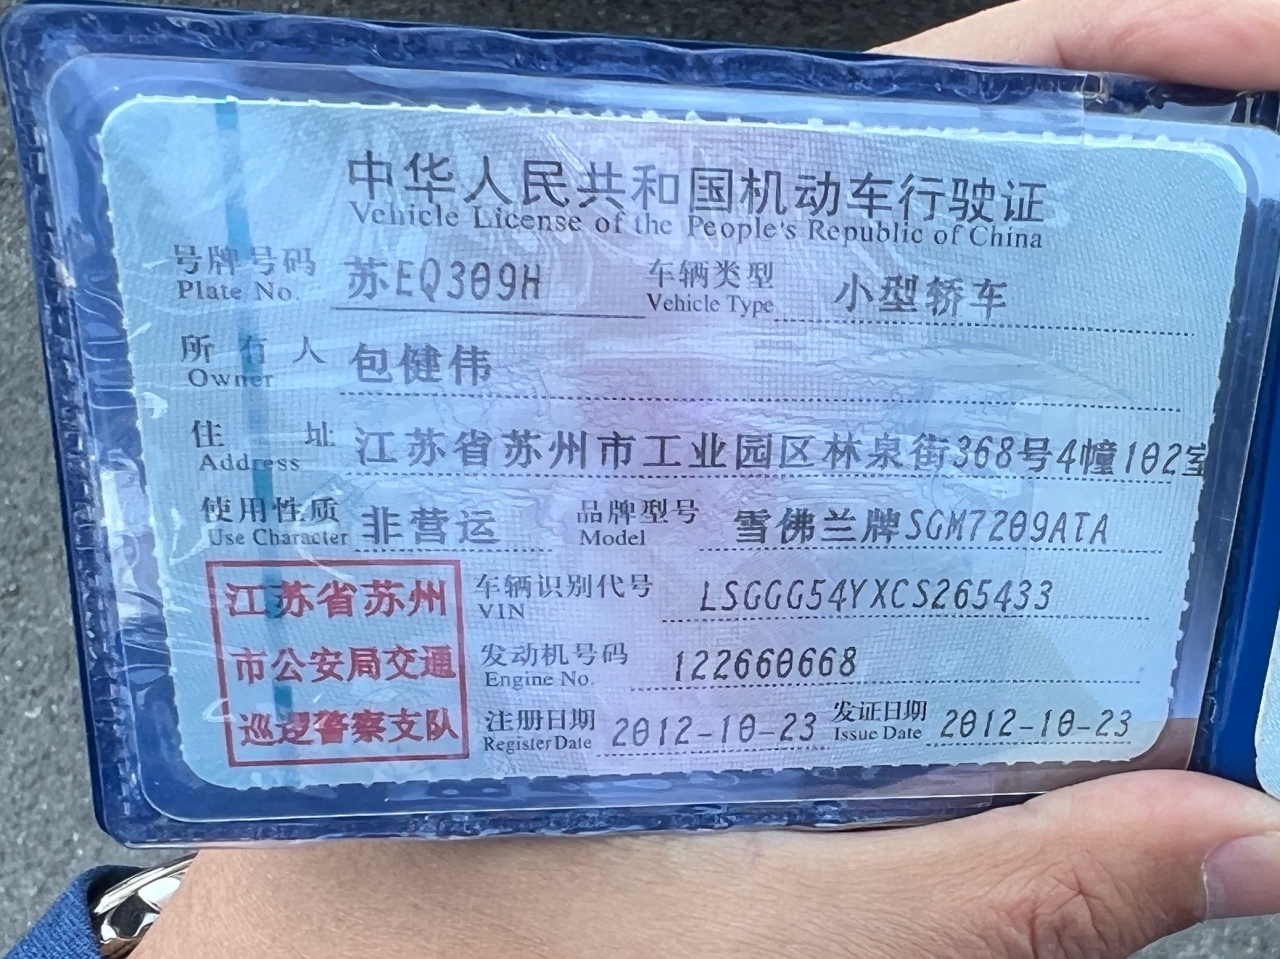 中华人民共和国机动车行驶证
Vehicle License of the People's Republic of China
号牌号码 苏EQ309H 车辆类型 小型轿车
Plate No. Vehicle Type
所有人 包健伟
Owner
住址 江苏省苏州市工业园区林泉街368号4幢102室
Address
使用性质 非营运 品牌型号 雪佛兰牌SGM7209ATA
Use Character Model
江苏省苏州
市公安局交通
巡逻警察支队
车辆识别代号 LSGGG54YXCS265433
VIN
发动机号码 122660668
Engine No.
注册日期 2012-10-23 发证日期 2012-10-23
Register Date Issue Date